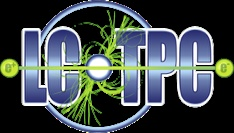 e⁺ LC TPC e⁻